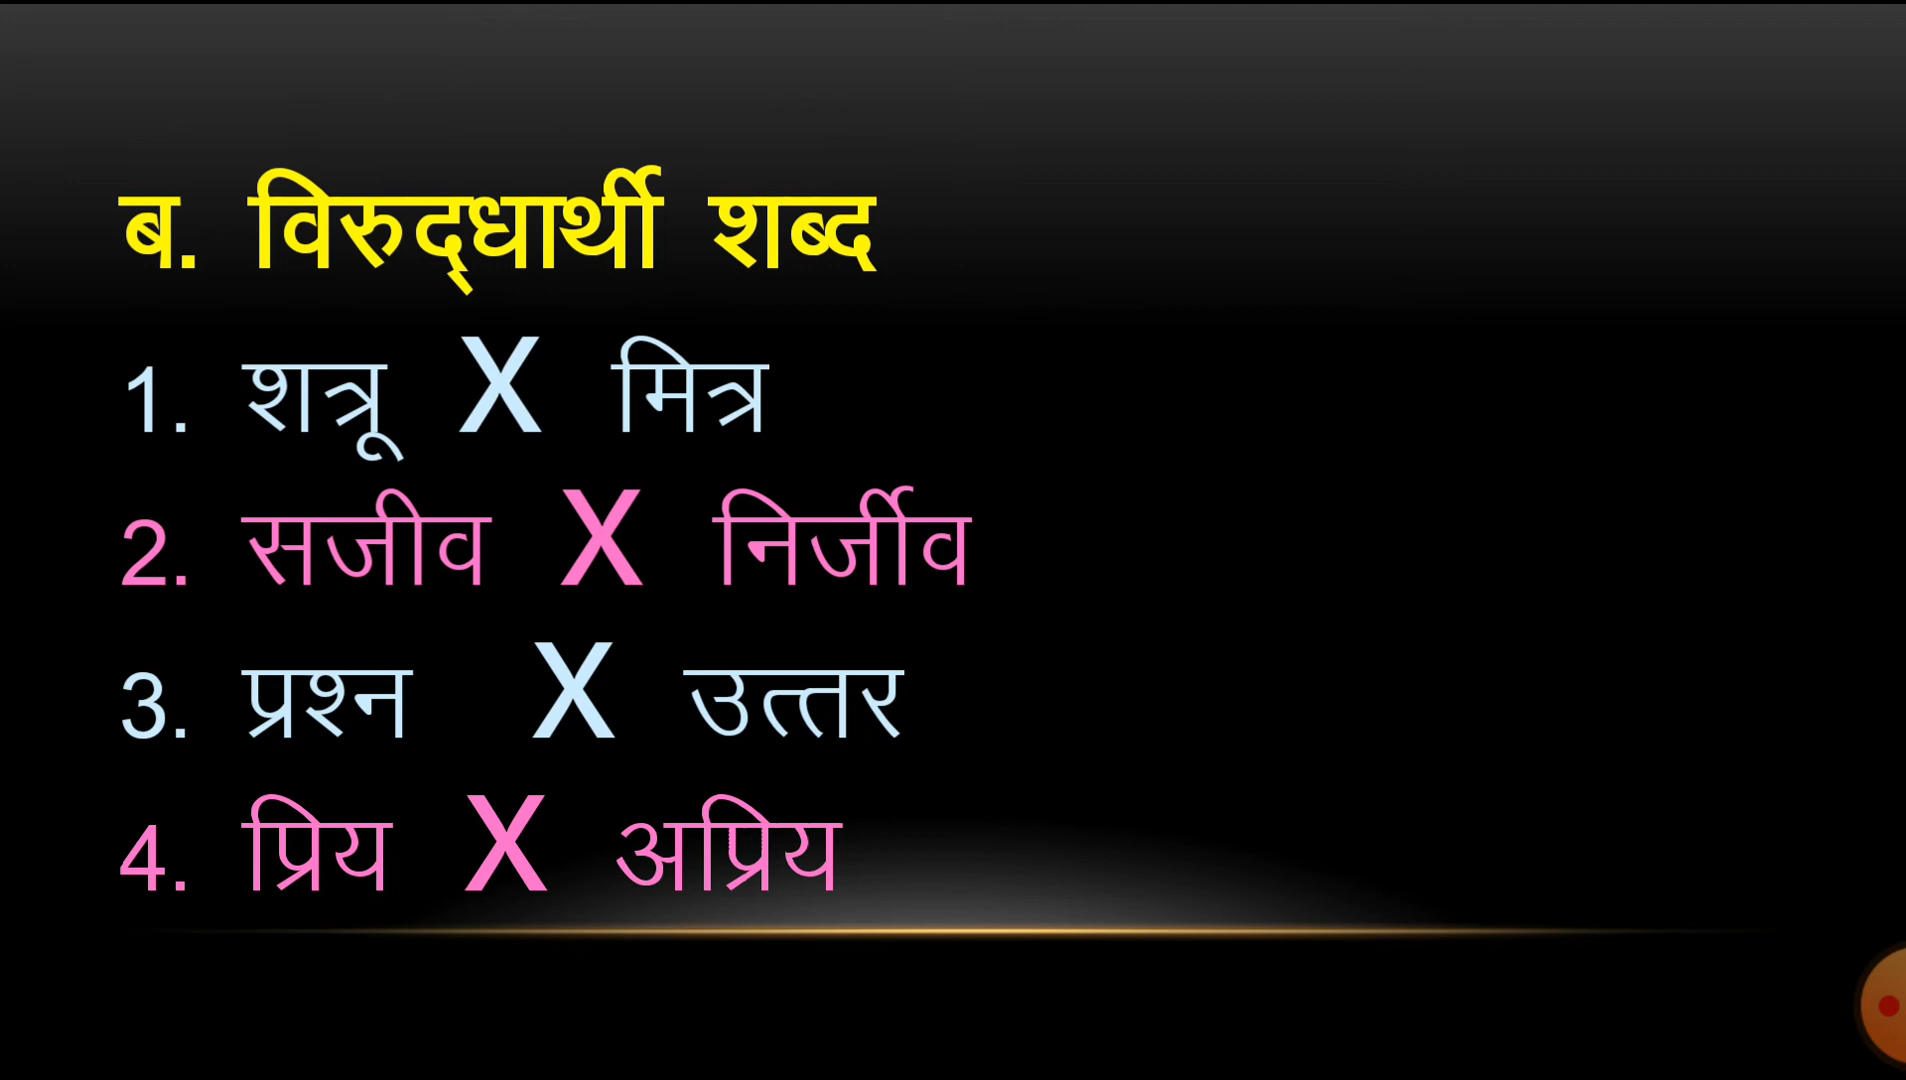 ब. विरुद्‌धार्थी शब्द
1. शत्रू X मित्र
2. सजीव X निर्जीव
3. प्रश्न X उत्तर
4. प्रिय X अप्रिय